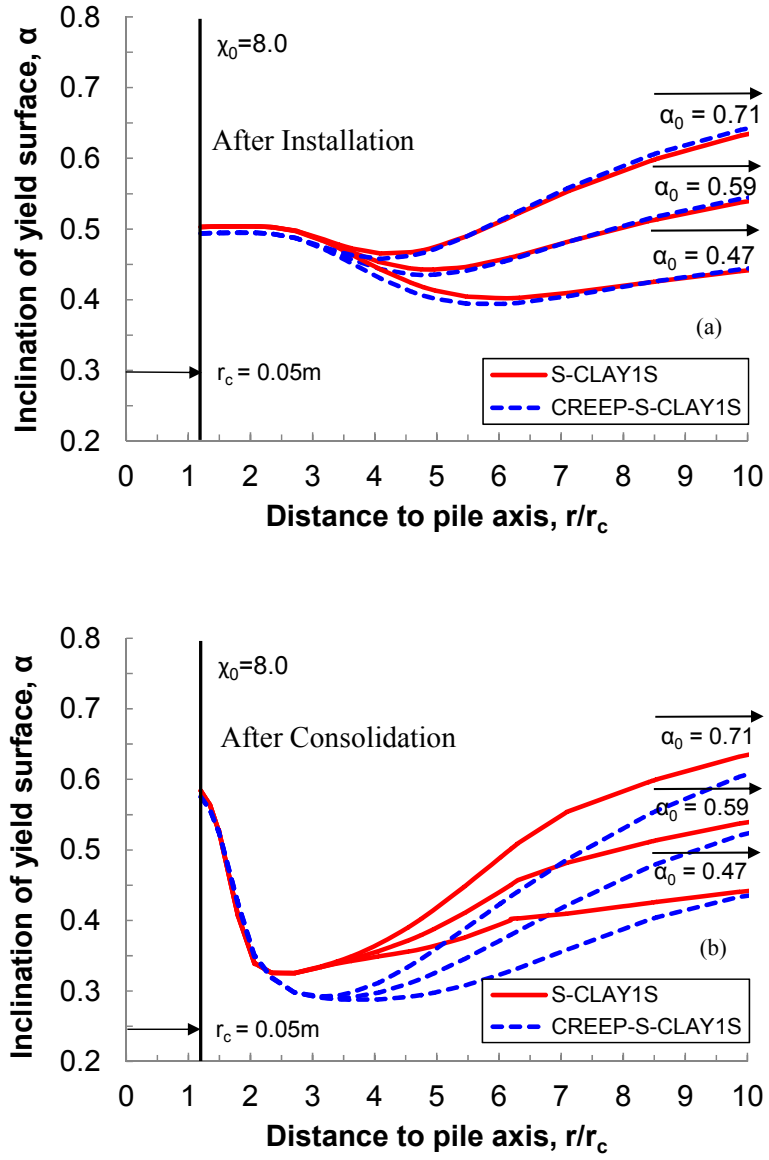 0.8
0.7
0.6
0.5
0.4
0.3
0.2
Inclination of yield surface, α
χ0=8.0
After Installation
α0 = 0.71
α0 = 0.59
α0 = 0.47
(a)
rc = 0.05m
S-CLAY1S
CREEP-S-CLAY1S
0 1 2 3 4 5 6 7 8 9 10
Distance to pile axis, r/rc
0.8
0.7
0.6
0.5
0.4
0.3
0.2
Inclination of yield surface, α
χ0=8.0
After Consolidation
α0 = 0.71
α0 = 0.59
α0 = 0.47
(b)
rc = 0.05m
S-CLAY1S
CREEP-S-CLAY1S
0 1 2 3 4 5 6 7 8 9 10
Distance to pile axis, r/rc